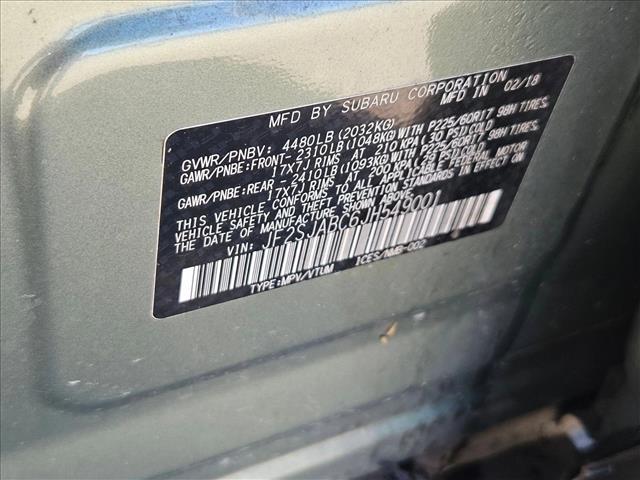 MFD BY SUBARU CORPORATION
MFD IN 02/18
GVWR/PNBV: 4480LB(2032KG)
GAWR/PNBE:FRONT-2310LB(1048KG)WITH P225/60R17 98H TIRES,
17X7J RIMS AT 210 KPA(30 PSI)COLD
GAWR/PNBE:REAR -2410LB(1093KG)WITH P225/60R17 98H TIRES,
17X7J RIMS AT 200 KPA(29 PSI)COLD
THIS VEHICLE CONFORMS TO ALL APPLICABLE FEDERAL MOTOR
VEHICLE SAFETY AND THEFT PREVENTION STANDARDS IN EFFECT ON
THE DATE OF MANUFACTURE SHOWN ABOVE.
VIN: JF2SJABC6JH549001
TYPE:MPV/VTUM ICES/NMB-002